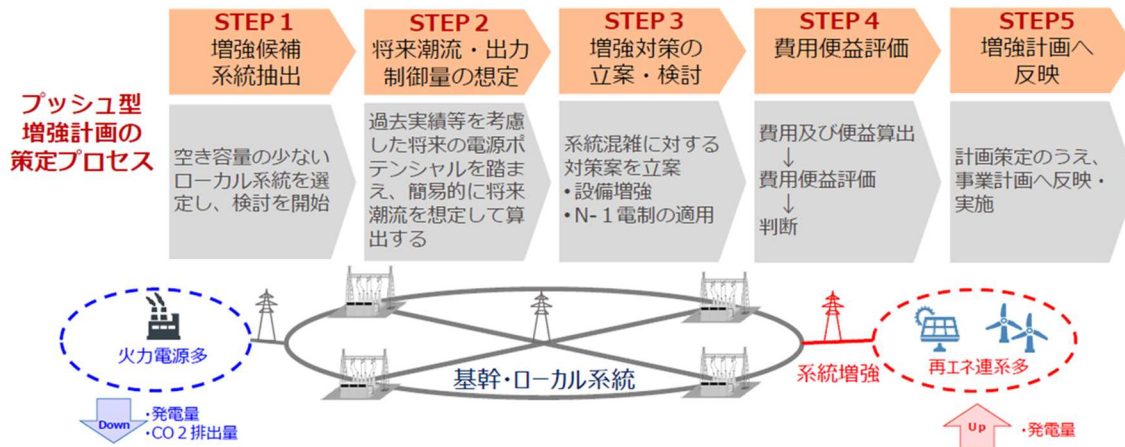 プッシュ型
増強計画の
策定プロセス
STEP 1
増強候補
系統抽出
空き容量の少ない
ローカル系統を選
定し、検討を開始
STEP 2
将来潮流・出力
制御量の想定
過去実績等を考慮
した将来の電源ポ
テンシャルを踏ま
え、簡易的に将来
潮流を想定して算
出する
STEP 3
増強対策の
立案・検討
系統混雑に対する
対策案を立案
・設備増強
・N-1電制の適用
STEP 4
費用便益評価
費用及び便益算出
↓
費用便益評価
↓
判断
STEP5
増強計画へ
反映
計画策定のうえ、
事業計画へ反映・
実施
火力電源多
基幹・ローカル系統
系統増強
再エネ連系多
Down
・発電量
・CO2排出量
Up
・発電量